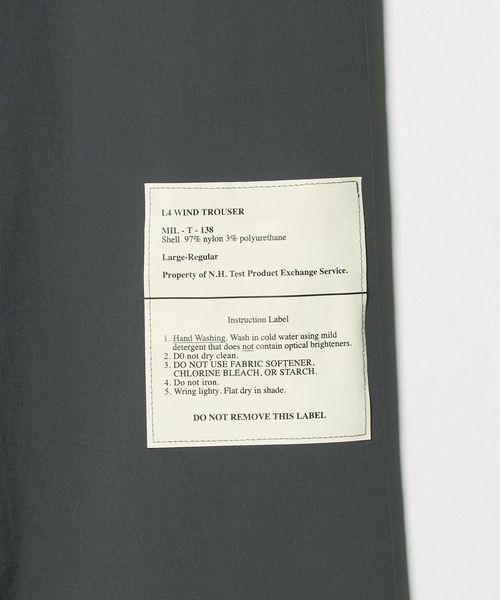 L4 WIND TROUSER
MIL - T - 138
Shell 97% nylon 3% polyurethane
Large-Regular
Property of N.H. Test Product Exchange Service.
Instruction Label
1. Hand Washing. Wash in cold water using mild
detergent that does not contain optical brighteners.
2. D0 not dry clean.
3. DO NOT USE FABRIC SOFTENER,
CHLORINE BLEACH, OR STARCH.
4. Do not iron.
5. Wring lighty. Flat dry in shade.
DO NOT REMOVE THIS LABEL